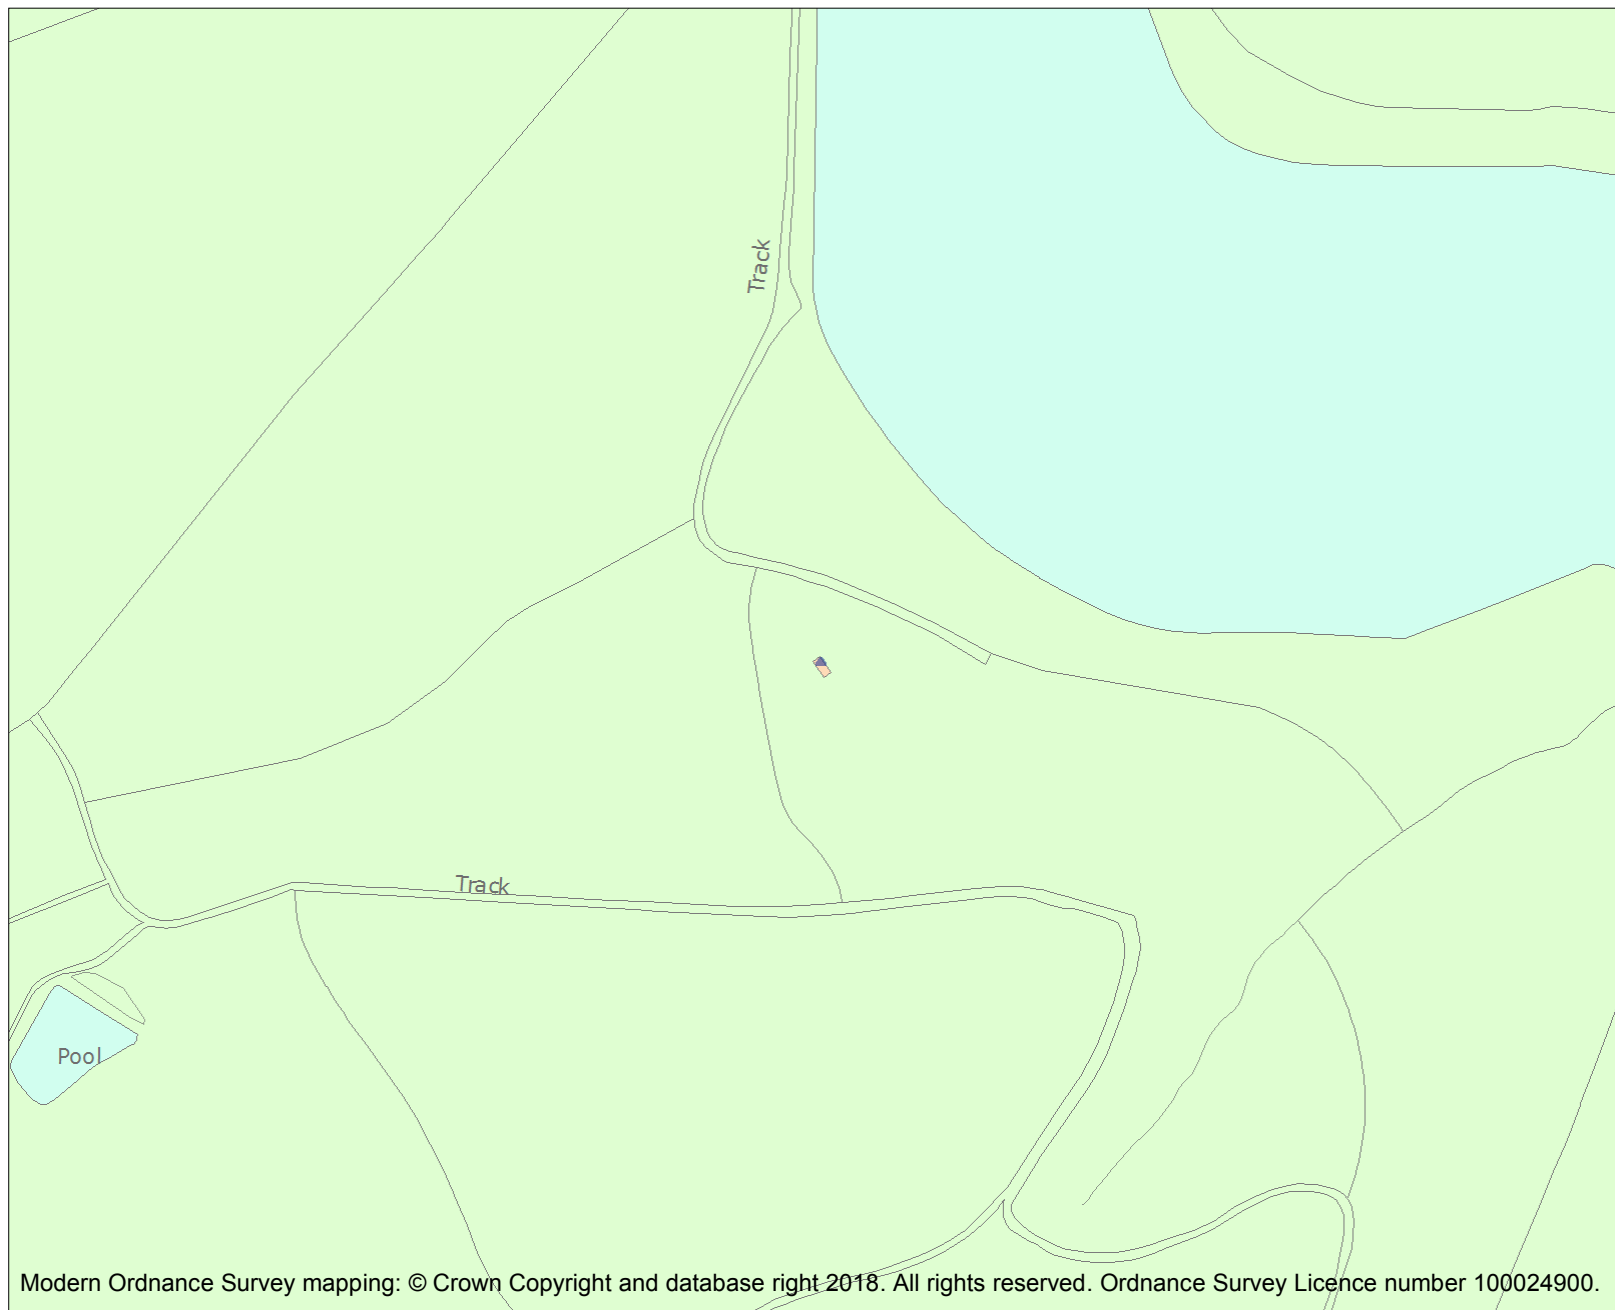 Track
Track
Pool
Modern Ordnance Survey mapping: © Crown Copyright and database right 2018. All rights reserved. Ordnance Survey Licence number 100024900.